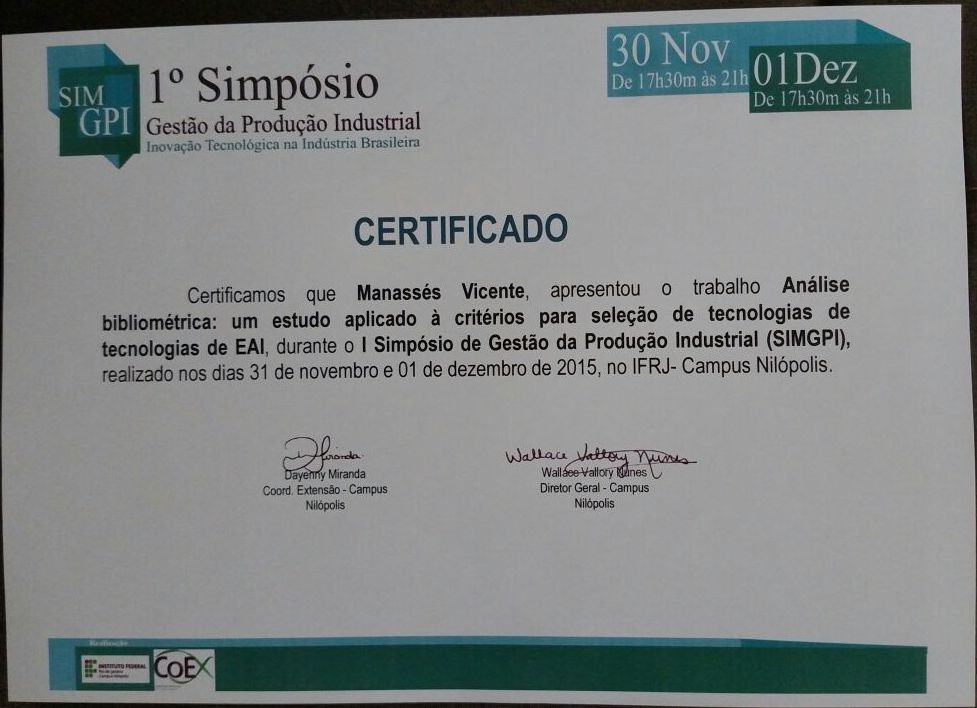 SIM
GPI
1º Simpósio
Gestão da Produção Industrial
Inovação Tecnológica na Indústria Brasileira
30 Nov
De 17h30m às 21h
01Dez
De 17h30m às 21h
CERTIFICADO
Certificamos que Manassés Vicente, apresentou o trabalho Análise
bibliométrica: um estudo aplicado à critérios para seleção de tecnologias de
tecnologias de EAI, durante o I Simpósio de Gestão da Produção Industrial (SIMGPI),
realizado nos dias 31 de novembro e 01 de dezembro de 2015, no IFRJ- Campus Nilópolis.
DMiranda
Dayenny Miranda
Coord. Extensão - Campus
Nilópolis
Wallace Vallory Nunes
Wallace Vallory Nunes
Diretor Geral - Campus
Nilópolis
Realização
INSTITUTO FEDERAL
Rio de Janeiro
Campus Nilópolis
CoEX